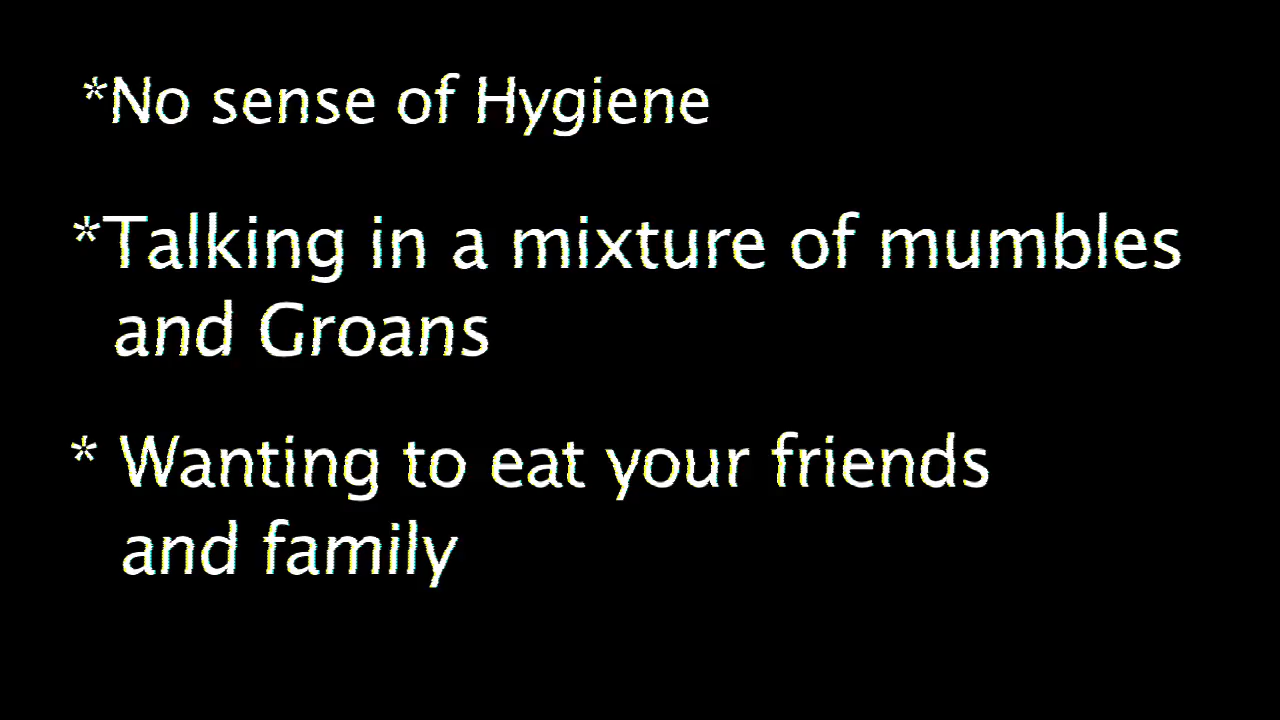 *No sense of Hygiene
*Talking in a mixture of mumbles
and Groans
* Wanting to eat your friends
and family